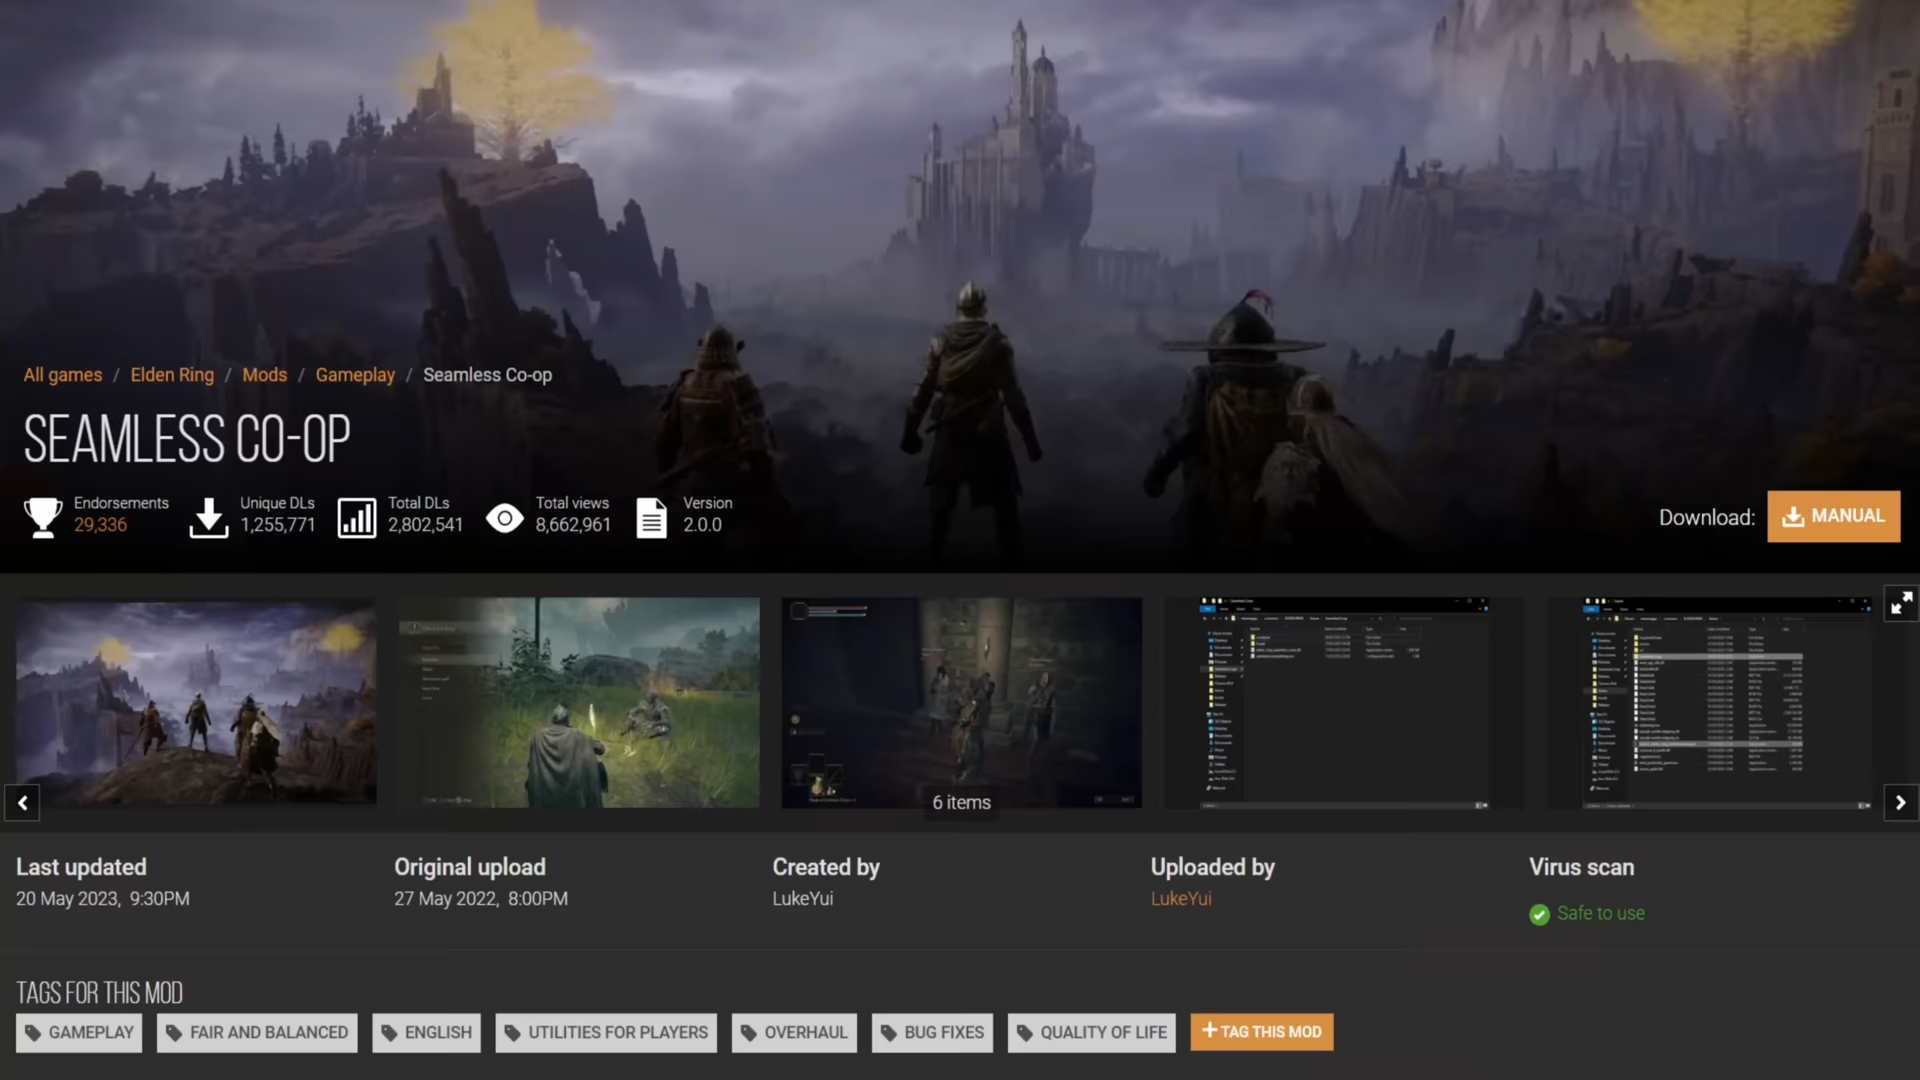 All games / Elden Ring / Mods / Gameplay / Seamless Co-op
SEAMLESS CO-OP
Endorsements
29,336
Unique DLs
1,255,771
Total DLs
2,802,541
Total views
8,662,961
Version
2.0.0
Download:
MANUAL
6 items
Last updated
20 May 2023, 9:30PM
Original upload
27 May 2022, 8:00PM
Created by
LukeYui
Uploaded by
LukeYui
Virus scan
Safe to use
TAGS FOR THIS MOD
GAMEPLAY
FAIR AND BALANCED
ENGLISH
UTILITIES FOR PLAYERS
OVERHAUL
BUG FIXES
QUALITY OF LIFE
+ TAG THIS MOD